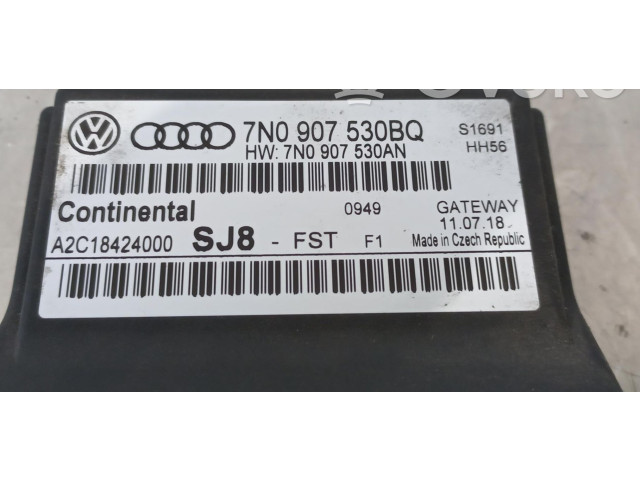 7N0 907 530BQ
S1691
HW: 7N0 907 530AN
HH56
Continental
0949
GATEWAY
11.07.18
A2C18424000 SJ8 - FST F1
Made in Czech Republic